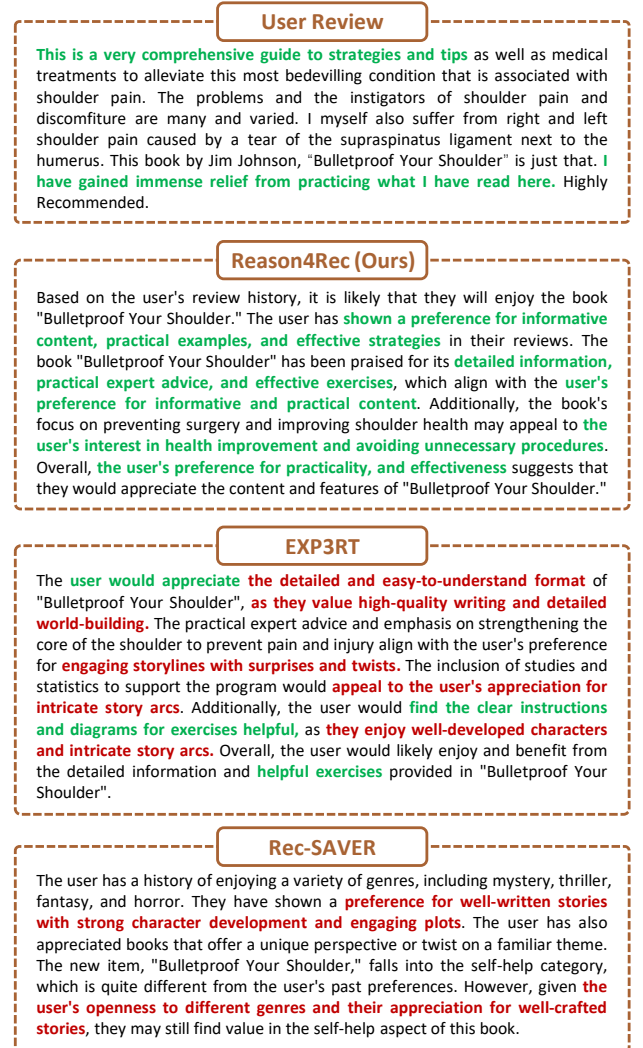 User Review
This is a very comprehensive guide to strategies and tips as well as medical
treatments to alleviate this most bedevilling condition that is associated with
shoulder pain. The problems and the instigators of shoulder pain and
discomfiture are many and varied. I myself also suffer from right and left
shoulder pain caused by a tear of the supraspinatus ligament next to the
humerus. This book by Jim Johnson, “Bulletproof Your Shoulder” is just that. I
have gained immense relief from practicing what I have read here. Highly
Recommended.
Reason4Rec (Ours)
Based on the user's review history, it is likely that they will enjoy the book
"Bulletproof Your Shoulder." The user has shown a preference for informative
content, practical examples, and effective strategies in their reviews. The
book "Bulletproof Your Shoulder" has been praised for its detailed information,
practical expert advice, and effective exercises, which align with the user's
preference for informative and practical content. Additionally, the book's
focus on preventing surgery and improving shoulder health may appeal to the
user's interest in health improvement and avoiding unnecessary procedures.
Overall, the user's preference for practicality, and effectiveness suggests that
they would appreciate the content and features of "Bulletproof Your Shoulder."
EXP3RT
The user would appreciate the detailed and easy-to-understand format of
"Bulletproof Your Shoulder", as they value high-quality writing and detailed
world-building. The practical expert advice and emphasis on strengthening the
core of the shoulder to prevent pain and injury align with the user's preference
for engaging storylines with surprises and twists. The inclusion of studies and
statistics to support the program would appeal to the user's appreciation for
intricate story arcs. Additionally, the user would find the clear instructions
and diagrams for exercises helpful, as they enjoy well-developed characters
and intricate story arcs. Overall, the user would likely enjoy and benefit from
the detailed information and helpful exercises provided in "Bulletproof Your
Shoulder".
Rec-SAVER
The user has a history of enjoying a variety of genres, including mystery, thriller,
fantasy, and horror. They have shown a preference for well-written stories
with strong character development and engaging plots. The user has also
appreciated books that offer a unique perspective or twist on a familiar theme.
The new item, "Bulletproof Your Shoulder," falls into the self-help category,
which is quite different from the user's past preferences. However, given the
user's openness to different genres and their appreciation for well-crafted
stories, they may still find value in the self-help aspect of this book.